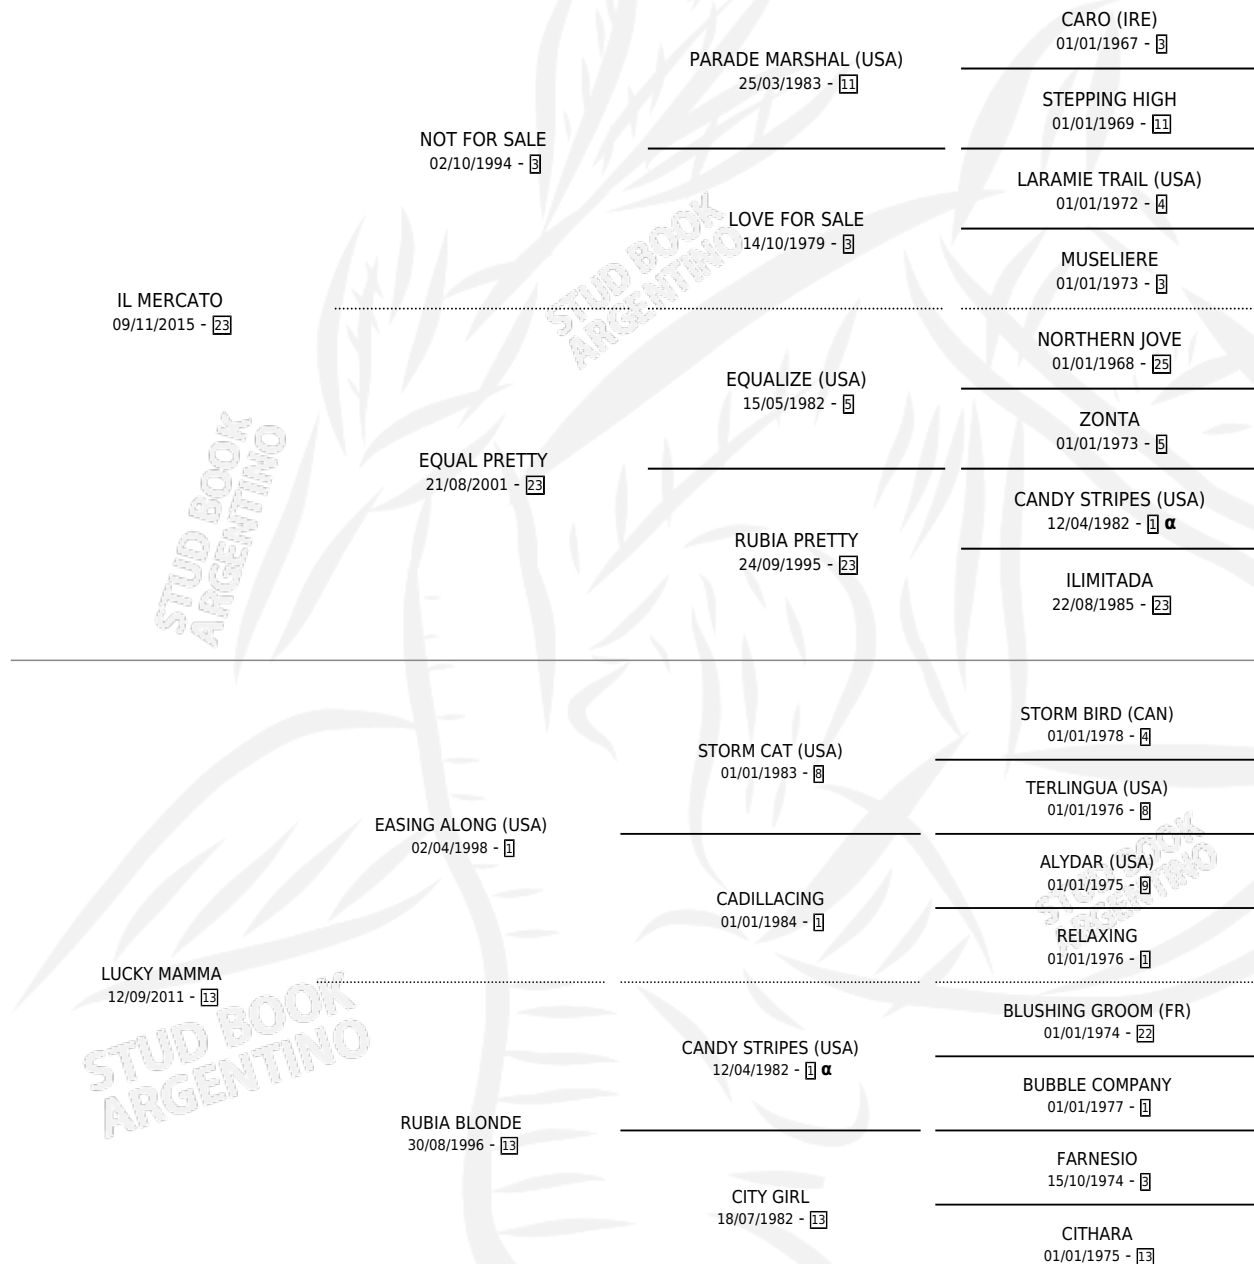 CARO (IRE)
01/01/1967 - 3
PARADE MARSHAL (USA)
25/03/1983 - 11
STEPPING HIGH
01/01/1969 - 11
NOT FOR SALE
02/10/1994 - 3
LARAMIE TRAIL (USA)
01/01/1972 - 4
LOVE FOR SALE
14/10/1979 - 3
MUSELIERE
01/01/1973 - 3
IL MERCATO
09/11/2015 - 23
NORTHERN JOVE
01/01/1968 - 25
EQUALIZE (USA)
15/05/1982 - 5
ZONTA
01/01/1973 - 5
EQUAL PRETTY
21/08/2001 - 23
CANDY STRIPES (USA)
12/04/1982 - 1 α
RUBIA PRETTY
24/09/1995 - 23
ILIMITADA
22/08/1985 - 23
STORM BIRD (CAN)
01/01/1978 - 4
STORM CAT (USA)
01/01/1983 - 8
TERLINGUA (USA)
01/01/1976 - 8
EASING ALONG (USA)
02/04/1998 - 1
ALYDAR (USA)
01/01/1975 - 9
CADILLACING
01/01/1984 - 1
RELAXING
01/01/1976 - 1
LUCKY MAMMA
12/09/2011 - 13
BLUSHING GROOM (FR)
01/01/1974 - 22
CANDY STRIPES (USA)
12/04/1982 - 1 α
BUBBLE COMPANY
01/01/1977 - 1
RUBIA BLONDE
30/08/1996 - 13
FARNESIO
15/10/1974 - 3
CITY GIRL
18/07/1982 - 13
CITHARA
01/01/1975 - 13
STUD BOOK
ARGENTINO
STUD BOOK
ARGENTINO
STUD BOOK
ARGENTINO
STUD BOOK
ARGENTINO